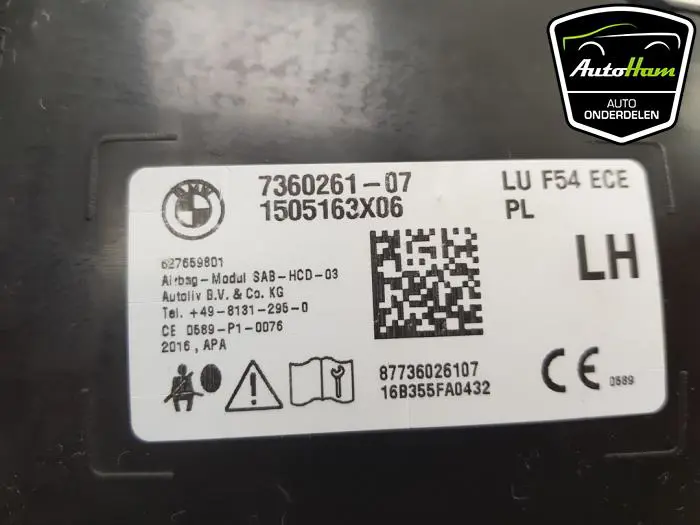 AutoHam
AUTO
ONDERDELEN
BMW
7360261-07
1505163X06
LU F54 ECE
PL
LH
627659801
Airbag-Modul SAB-HCD-03
Autoliv B.V. & Co. KG
Tel. +49-8131-295-0
CE 0589-P1-0076
2016, APA
87736026107
16B355FA0432
CE 0589